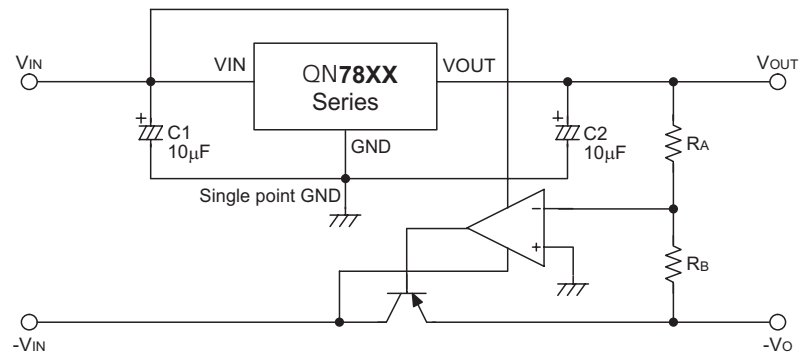 VIN
VIN
QN78XX
Series
VOUT
VOUT
+
C1
10μF
GND
+
C2
10μF
RA
Single point GND
−
+
RB
-VIN
-VO